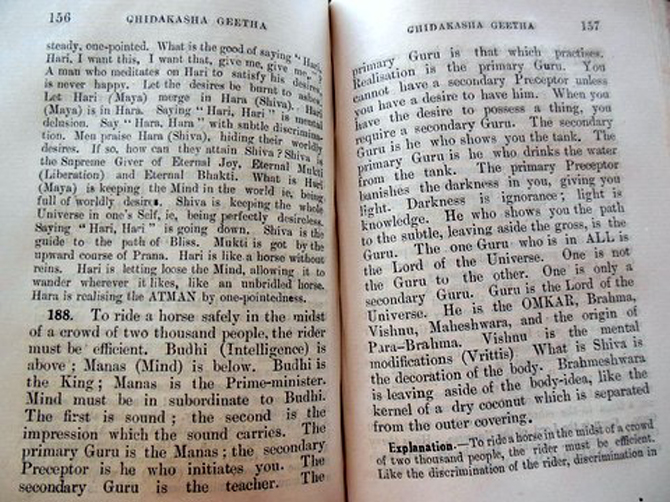 156
CHIDAKASHA GEETHA
steady, one-pointed. What is the good of saying "Hari,
Hari, I want this, I want that, give me, give me"?
A man who meditates on Hari to satisfy his desires,
is never happy. Let the desires be burnt to ashes.
Let Hari (Maya) merge in Hara (Shiva). Hari
(Maya) is in Hara. Saying "Hari, Hari" is mental
delusion. Say "Hara, Hara" with subtle discrimina-
tion. Men praise Hara (Shiva), hiding their worldly
desires. If so, how can they attain Shiva? Shiva is
the Supreme Giver of Eternal Joy, Eternal Mukti
(Liberation) and Eternal Bhakti. What is Hari
(Maya) is keeping the Mind in the world ie, being
full of worldly desires. Shiva is keeping the whole
Universe in one's Self, ie, being perfectly desireless.
Saying "Hari, Hari" is going down. Shiva is the
guide to the path of Bliss. Mukti is got by the
upward course of Prana. Hari is like a horse without
reins. Hari is letting loose the Mind, allowing it to
wander wherever it likes, like an unbridled horse.
Hara is realising the ATMAN by one-pointedness.
188. To ride a horse safely in the midst
of a crowd of two thousand people, the rider
must be efficient. Budhi (Intelligence) is
above; Manas (Mind) is below. Budhi is
the King; Manas is the Prime-minister.
Mind must be in subordinate to Budhi.
The first is sound; the second is the
impression which the sound carries. The
primary Guru is the Manas; the secondary
Preceptor is he who initiates you. The
secondary Guru is the teacher. The
CHIDAKASHA GEETHA
157
primary Guru is that which practises.
Realisation is the primary Guru. You
cannot have a secondary Preceptor unless
you have a desire to have him. When you
have the desire to possess a thing, you
require a secondary Guru. The secondary
Guru is he who shows you the tank. The
primary Guru is he who drinks the water
from the tank. The primary Preceptor
banishes the darkness in you, giving you
light. Darkness is ignorance; light is
knowledge. He who shows you the path
to the subtle, leaving aside the gross, is the
Guru. The one Guru who is in ALL is
the Lord of the Universe. One is not
the Guru to the other. One is only a
secondary Guru. Guru is the Lord of the
Universe. He is the OMKAR, Brahma,
Vishnu, Maheshwara, and the origin of
Para-Brahma. Vishnu is the mental
modifications (Vrittis) What is Shiva is
the decoration of the body. Brahmeshwara
is leaving aside of the body-idea, like the
kernel of a dry coconut which is separated
from the outer covering.
Explanation.—To ride a horse in the midst of a crowd
of two thousand people, the rider must be efficient.
Like the discrimination of the rider, discrimination in